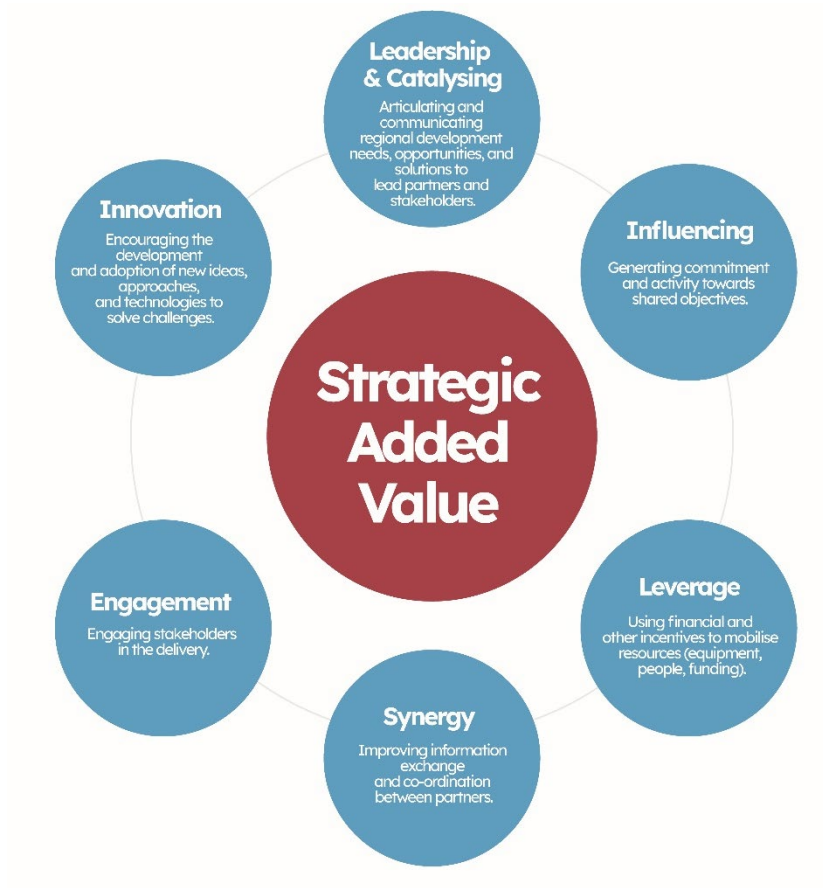 Leadership
& Catalysing
Articulating and
communicating
regional development
needs, opportunities, and
solutions to
lead partners and
stakeholders.
Influencing
Generating commitment
and activity towards
shared objectives.
Leverage
Using financial and
other incentives to mobilise
resources (equipment,
people, funding).
Synergy
Improving information
exchange
and co-ordination
between partners.
Engagement
Engaging stakeholders
in the delivery.
Innovation
Encouraging the
development
and adoption of new ideas,
approaches,
and technologies to
solve challenges.
Strategic
Added
Value